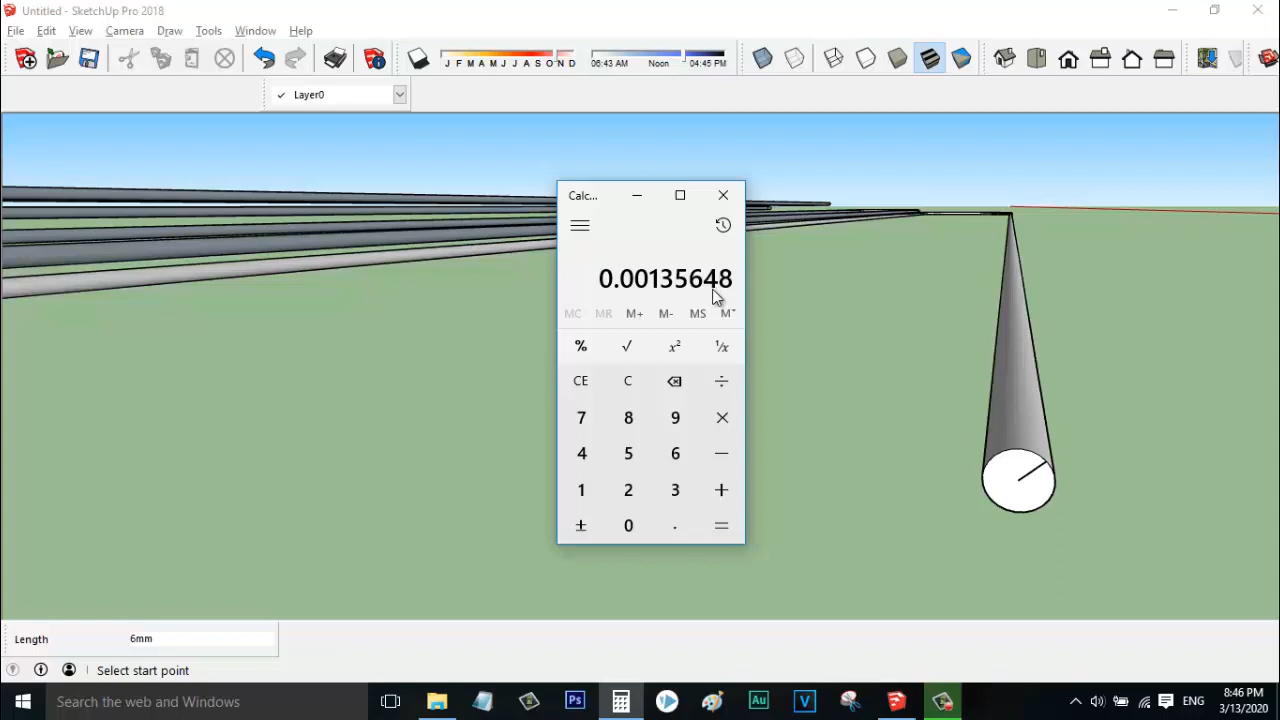 Untitled - SketchUp Pro 2018
File Edit View Camera Draw Tools Window Help
J F M A M J J A S O N D
06:43 AM Noon 04:45 PM
✓ Layer0
Calc...
0.00135648
MC MR M+ M- MS M˅
% √ x² ¹/x
CE C ÷
7 8 9 ×
4 5 6 −
1 2 3 +
± 0 . =
Length 6mm
Select start point
Search the web and Windows
Ps
Au
V
ENG
8:46 PM
3/13/2020